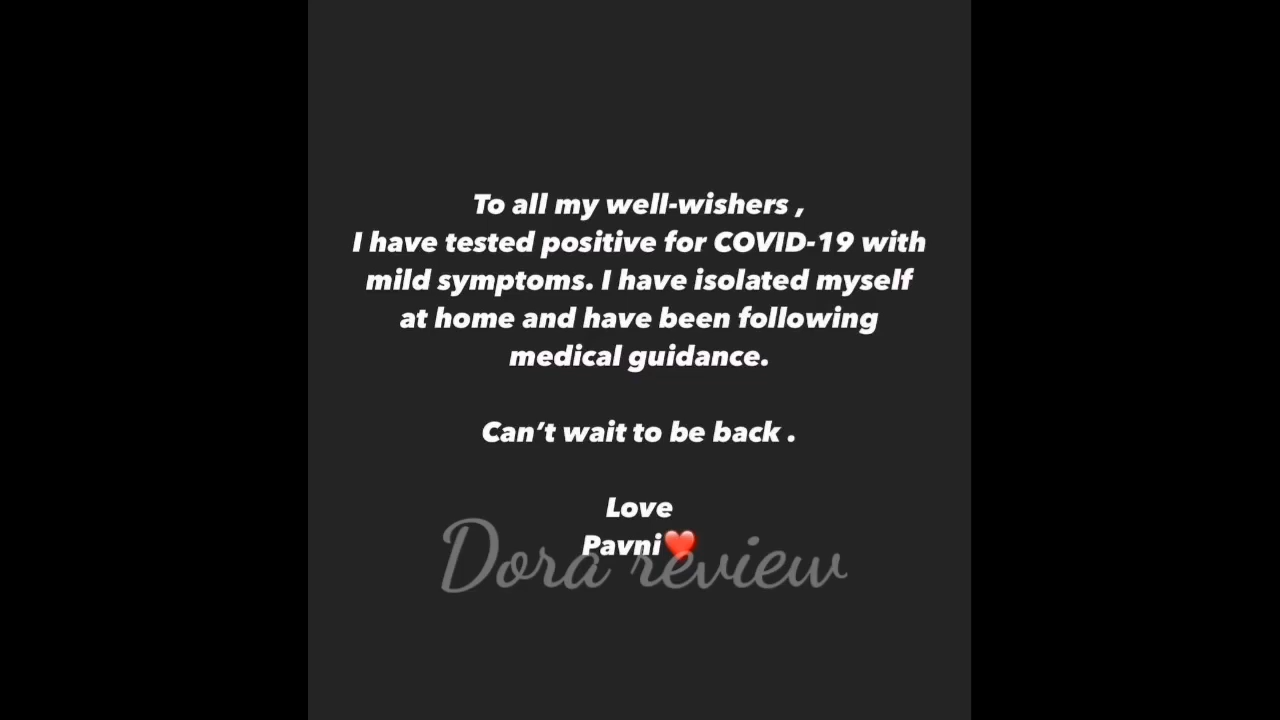 To all my well-wishers ,
I have tested positive for COVID-19 with
mild symptoms. I have isolated myself
at home and have been following
medical guidance.
Can’t wait to be back .
Love
Pavni❤️
Dora review